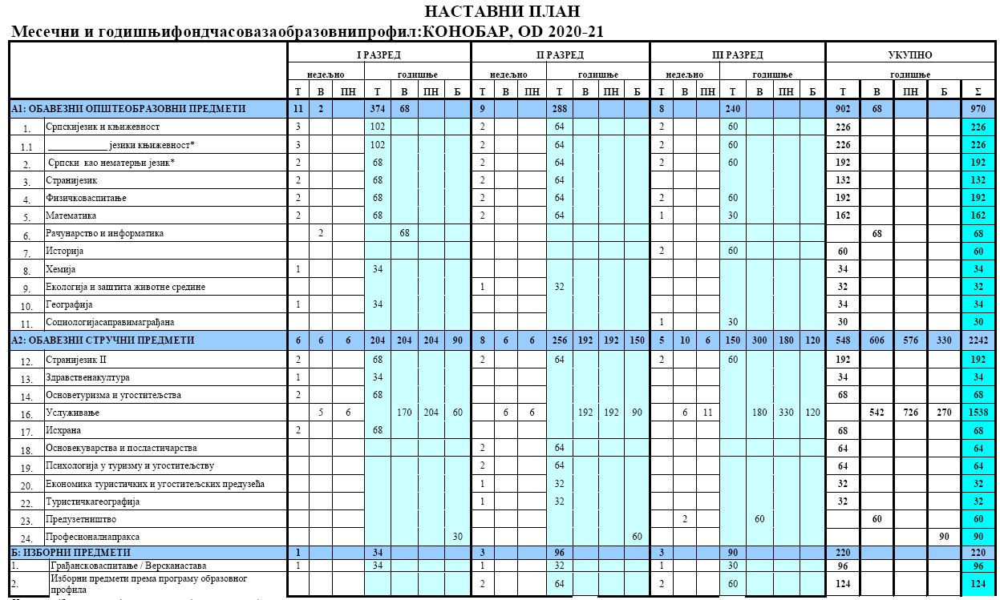 НАСТАВНИ ПЛАН
Месечни и годишњифондчасовазаобразовнипрофил:КОНОБАР, OD 2020-21
I РАЗРЕД II РАЗРЕД III РАЗРЕД УКУПНО
недељно годишње недељно годишње недељно годишње годишње
Т В ПН Т В ПН Б Т В ПН Т В ПН Б Т В ПН Т В ПН Б Т В ПН Б Σ
А1: ОБАВЕЗНИ ОПШТЕОБРАЗОВНИ ПРЕДМЕТИ 11 2 374 68 9 288 8 240 902 68 970
1. Српскијезик и књижевност 3 102 2 64 2 60 226 226
1.1 ____________ језики књижевност* 3 102 2 64 2 60 226 226
2. Српски као нематерњи језик* 2 68 2 64 2 60 192 192
3. Странијезик 2 68 2 64 132 132
4. Физичковаспитање 2 68 2 64 2 60 192 192
5. Математика 2 68 2 64 1 30 162 162
6. Рачунарство и информатика 2 68 68 68
7. Историја 2 60 60 60
8. Хемија 1 34 34 34
9. Екологија и заштита животне средине 1 32 32 32
10. Географија 1 34 34 34
11. Социологијасаправимаграђана 1 30 30 30
А2: ОБАВЕЗНИ СТРУЧНИ ПРЕДМЕТИ 6 6 6 204 204 204 90 8 6 6 256 192 192 150 5 10 6 150 300 180 120 548 606 576 330 2242
12. Странијезик II 2 68 2 64 2 60 192 192
13. Здравственакултура 1 34 34 34
14. Основетуризма и угоститељства 2 68 68 68
16. Услуживање 5 6 170 204 60 6 6 192 192 90 6 11 180 330 120 542 726 270 1538
17. Исхрана 2 68 68 68
18. Основекуварства и посластичарства 2 64 64 64
19. Психологија у туризму и угоститељству 2 64 64 64
20. Економика туристичких и угоститељских предузећа 1 32 32 32
22. Туристичкагеографија 1 32 32 32
23. Предузетништво 2 60 60 60
24. Професионалнапракса 30 60 90 90
Б: ИЗБОРНИ ПРЕДМЕТИ 1 34 3 96 3 90 220 220
1. Грађансковаспитање / Версканастава 1 34 1 32 1 30 96 96
2. Изборни предмети према програму образовног
профила 2 64 2 60 124 124